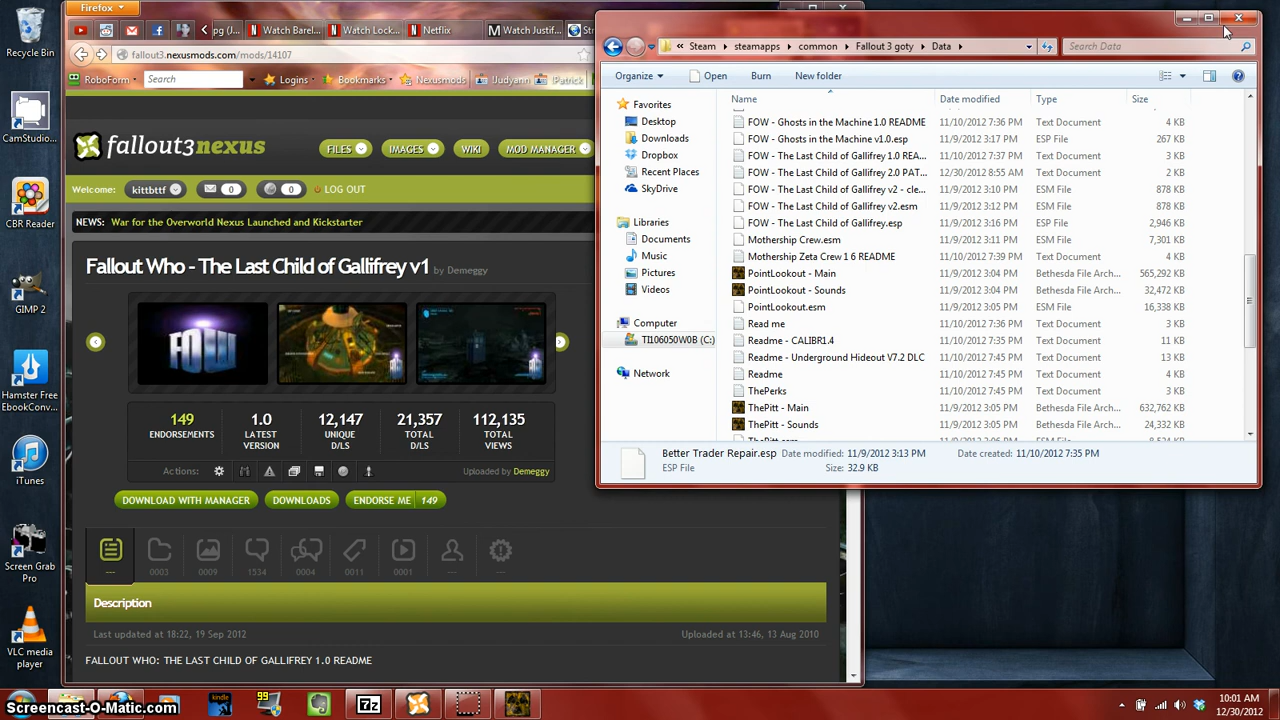 Firefox
pg (J...
Watch Barel...
Watch Lock...
Netflix
Watch Justif...
fallout3.nexusmods.com/mods/14107
RoboForm
Search
Logins
Bookmarks
Nexusmods
Judyann
Patrick
fallout3nexus
FILES
IMAGES
WIKI
MOD MANAGER
Welcome: kittbttf 0 0 LOG OUT
NEWS: War for the Overworld Nexus Launched and Kickstarter
Fallout Who - The Last Child of Gallifrey v1 by Demeggy
FOW
149 1.0 12,147 21,357 112,135
ENDORSEMENTS LATEST VERSION UNIQUE D/LS TOTAL D/LS TOTAL VIEWS
Actions:
Uploaded by Demeggy
DOWNLOAD WITH MANAGER
DOWNLOADS
ENDORSE ME 149
--- 0003 0009 1534 0004 0011 0001 --- ---
Description
Last updated at 18:22, 19 Sep 2012
Uploaded at 13:46, 13 Aug 2010
FALLOUT WHO: THE LAST CHILD OF GALLIFREY 1.0 README
Recycle Bin
CamStudio...
CBR Reader
GIMP 2
Hamster Free EbookConv...
iTunes
Screen Grab Pro
VLC media player
« Steam ▸ steamapps ▸ common ▸ Fallout 3 goty ▸ Data ▸
Search Data
Organize
Open
Burn
New folder
Favorites
Desktop
Downloads
Dropbox
Recent Places
SkyDrive
Libraries
Documents
Music
Pictures
Videos
Computer
TI106050W0B (C:)
Network
Name Date modified Type Size
FOW - Ghosts in the Machine 1.0 README 11/10/2012 7:36 PM Text Document 4 KB
FOW - Ghosts in the Machine v1.0.esp 11/9/2012 3:13 PM ESP File 267 KB
FOW - The Last Child of Gallifrey 1.0 REA... 11/10/2012 7:37 PM Text Document 3 KB
FOW - The Last Child of Gallifrey 2.0 PAT... 12/30/2012 8:55 AM Text Document 2 KB
FOW - The Last Child of Gallifrey v2 - cle... 11/9/2012 3:10 PM ESM File 878 KB
FOW - The Last Child of Gallifrey v2.esm 11/9/2012 3:12 PM ESM File 878 KB
FOW - The Last Child of Gallifrey.esp 11/9/2012 3:16 PM ESP File 2,946 KB
Mothership Crew.esm 11/9/2012 3:11 PM ESM File 7,301 KB
Mothership Zeta Crew 1 6 README 11/10/2012 7:39 PM Text Document 4 KB
PointLookout - Main 11/9/2012 3:04 PM Bethesda File Arch... 565,292 KB
PointLookout - Sounds 11/9/2012 3:04 PM Bethesda File Arch... 32,472 KB
PointLookout.esm 11/9/2012 3:05 PM ESM File 16,338 KB
Read me 11/10/2012 7:36 PM Text Document 3 KB
Readme - CALIBR1.4 11/10/2012 7:35 PM Text Document 11 KB
Readme - Underground Hideout V7.2 DLC 11/10/2012 7:45 PM Text Document 13 KB
Readme 11/10/2012 7:45 PM Text Document 4 KB
ThePerks 11/10/2012 7:45 PM Text Document 3 KB
ThePitt - Main 11/9/2012 3:05 PM Bethesda File Arch... 632,762 KB
ThePitt - Sounds 11/9/2012 3:05 PM Bethesda File Arch... 24,332 KB
Better Trader Repair.esp Date modified: 11/9/2012 3:13 PM Date created: 11/10/2012 7:35 PM
ESP File Size: 32.9 KB
kindle
99
7z
Screencast-O-Matic.com
10:01 AM
12/30/2012